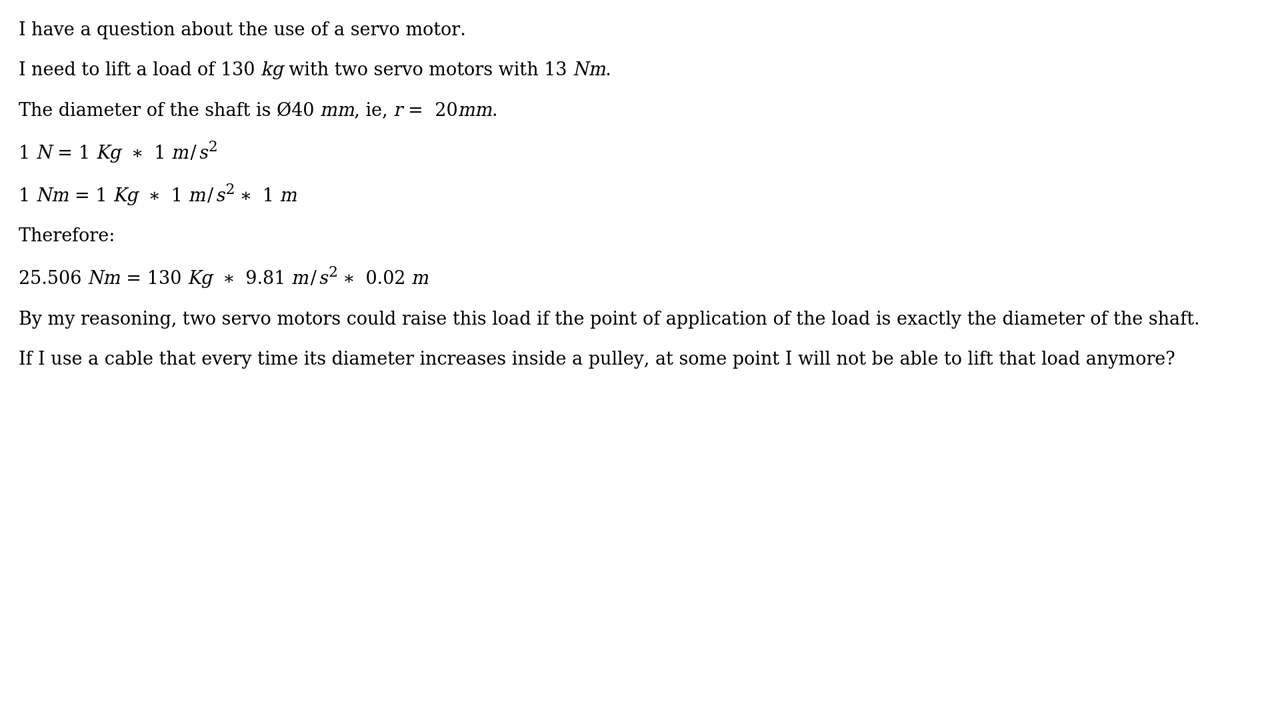 I have a question about the use of a servo motor.
I need to lift a load of 130 kg with two servo motors with 13 Nm.
The diameter of the shaft is Ø40 mm, ie, r = 20mm.
1 N = 1 Kg ∗ 1 m/s²
1 Nm = 1 Kg ∗ 1 m/s² ∗ 1 m
Therefore:
25.506 Nm = 130 Kg ∗ 9.81 m/s² ∗ 0.02 m
By my reasoning, two servo motors could raise this load if the point of application of the load is exactly the diameter of the shaft.
If I use a cable that every time its diameter increases inside a pulley, at some point I will not be able to lift that load anymore?